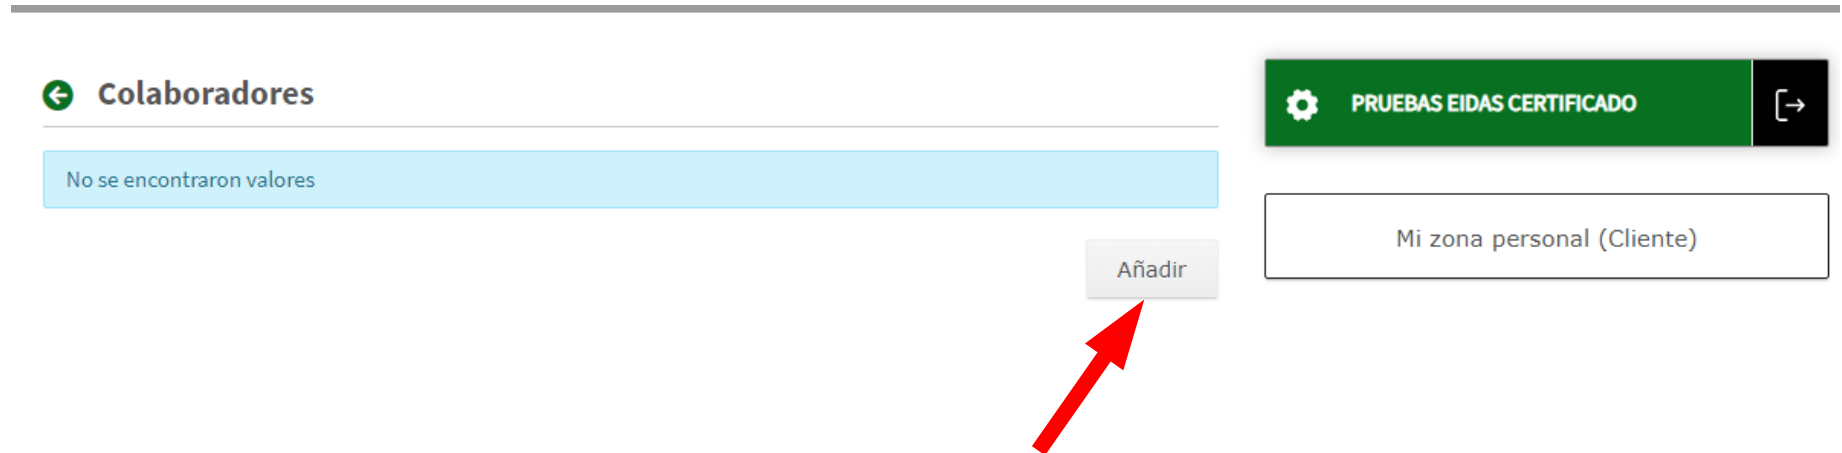 Colaboradores
PRUEBAS EIDAS CERTIFICADO
No se encontraron valores
Mi zona personal (Cliente)
Añadir